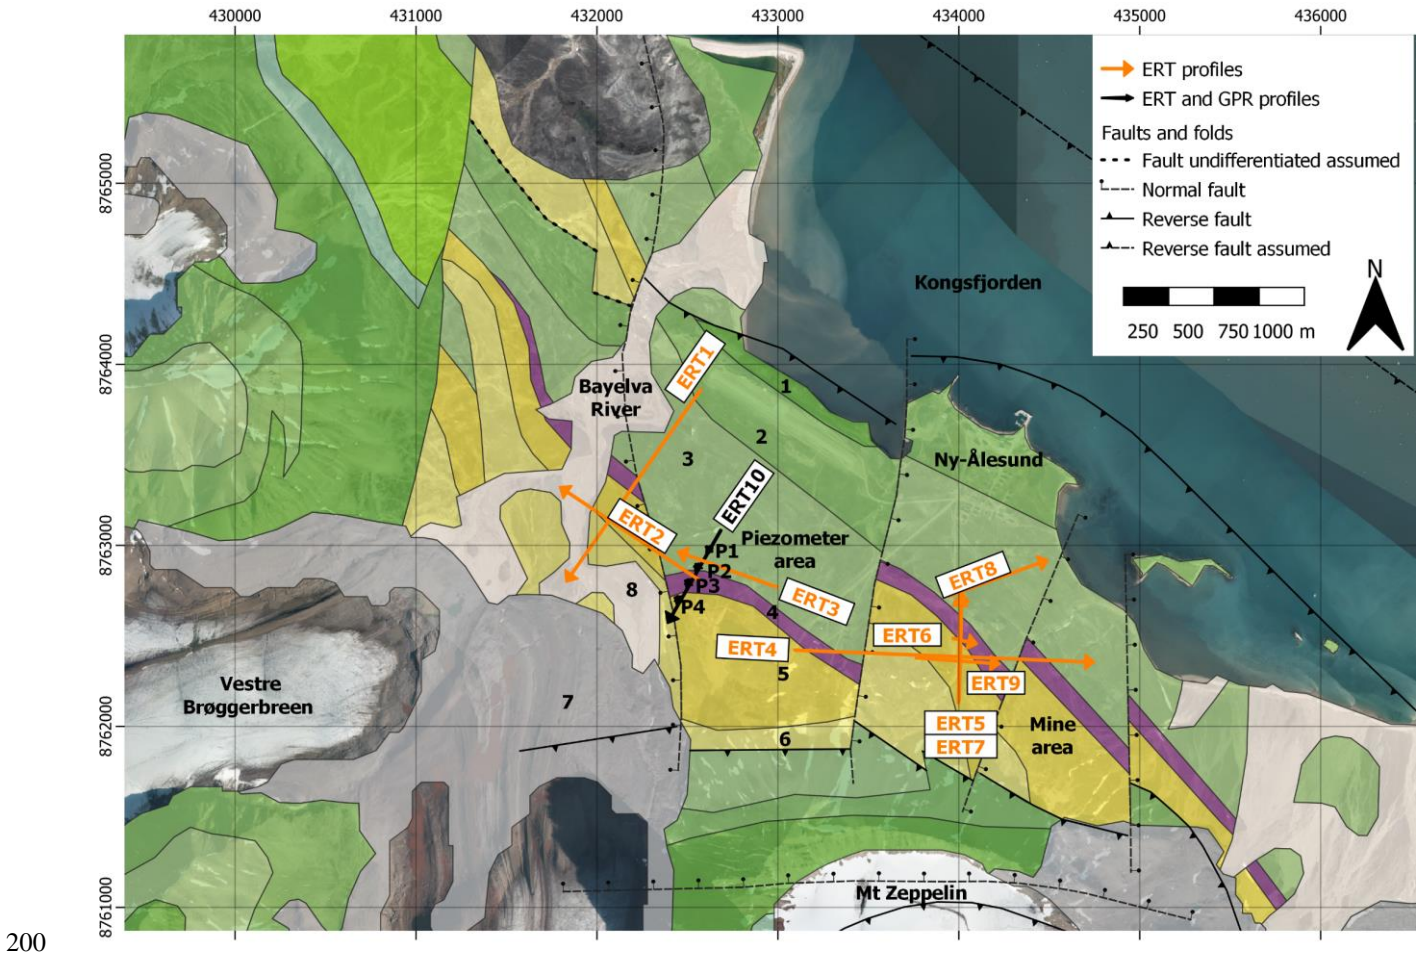 430000 431000 432000 433000 434000 435000 436000
ERT profiles
ERT and GPR profiles
Faults and folds
Fault undifferentiated assumed
Normal fault
Reverse fault
Reverse fault assumed
N
250 500 750 1000 m
8765000
8764000
8763000
8762000
8761000
Kongsfjorden
ERT1
1
Bayelva
River
2
3
Ny-Ålesund
ERT10
ERT2
Piezometer
area
P1
P2
P3
P4
ERT8
8
ERT3
4
ERT6
ERT4
5
ERT9
Vestre
Brøggerbreen
7
ERT5
ERT7
Mine
area
6
Mt Zeppelin
200